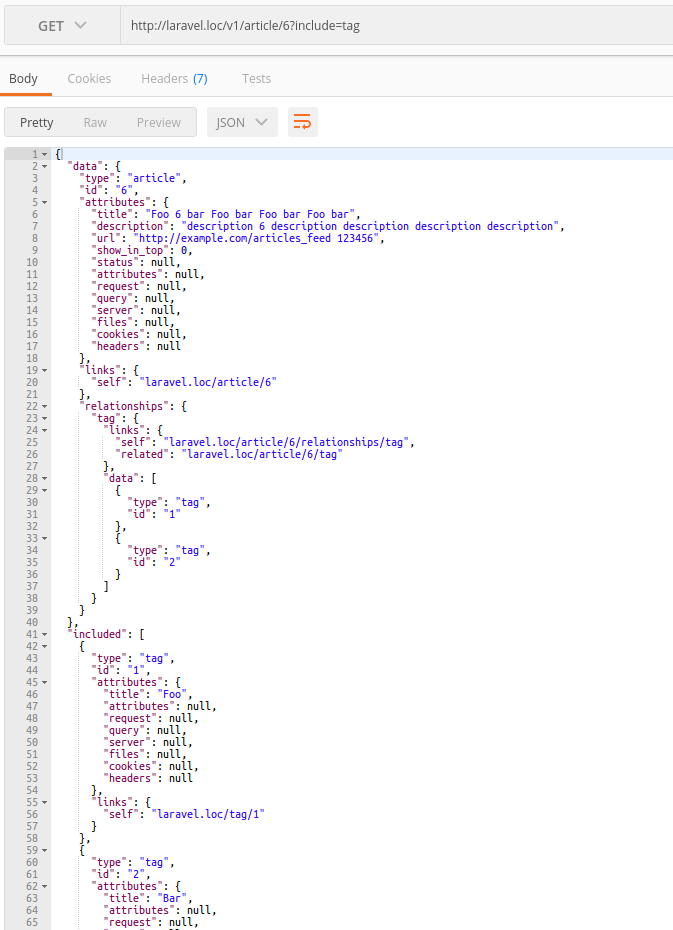 GET http://laravel.loc/v1/article/6?include=tag
Body Cookies Headers (7) Tests
Pretty Raw Preview JSON
1 {
2 "data": {
3 "type": "article",
4 "id": "6",
5 "attributes": {
6 "title": "Foo 6 bar Foo bar Foo bar Foo bar",
7 "description": "description 6 description description description description",
8 "url": "http://example.com/articles_feed 123456",
9 "show_in_top": 0,
10 "status": null,
11 "attributes": null,
12 "request": null,
13 "query": null,
14 "server": null,
15 "files": null,
16 "cookies": null,
17 "headers": null
18 },
19 "links": {
20 "self": "laravel.loc/article/6"
21 },
22 "relationships": {
23 "tag": {
24 "links": {
25 "self": "laravel.loc/article/6/relationships/tag",
26 "related": "laravel.loc/article/6/tag"
27 },
28 "data": [
29 {
30 "type": "tag",
31 "id": "1"
32 },
33 {
34 "type": "tag",
35 "id": "2"
36 }
37 ]
38 }
39 }
40 },
41 "included": [
42 {
43 "type": "tag",
44 "id": "1",
45 "attributes": {
46 "title": "Foo",
47 "attributes": null,
48 "request": null,
49 "query": null,
50 "server": null,
51 "files": null,
52 "cookies": null,
53 "headers": null
54 },
55 "links": {
56 "self": "laravel.loc/tag/1"
57 }
58 },
59 {
60 "type": "tag",
61 "id": "2",
62 "attributes": {
63 "title": "Bar",
64 "attributes": null,
65 "request": null,